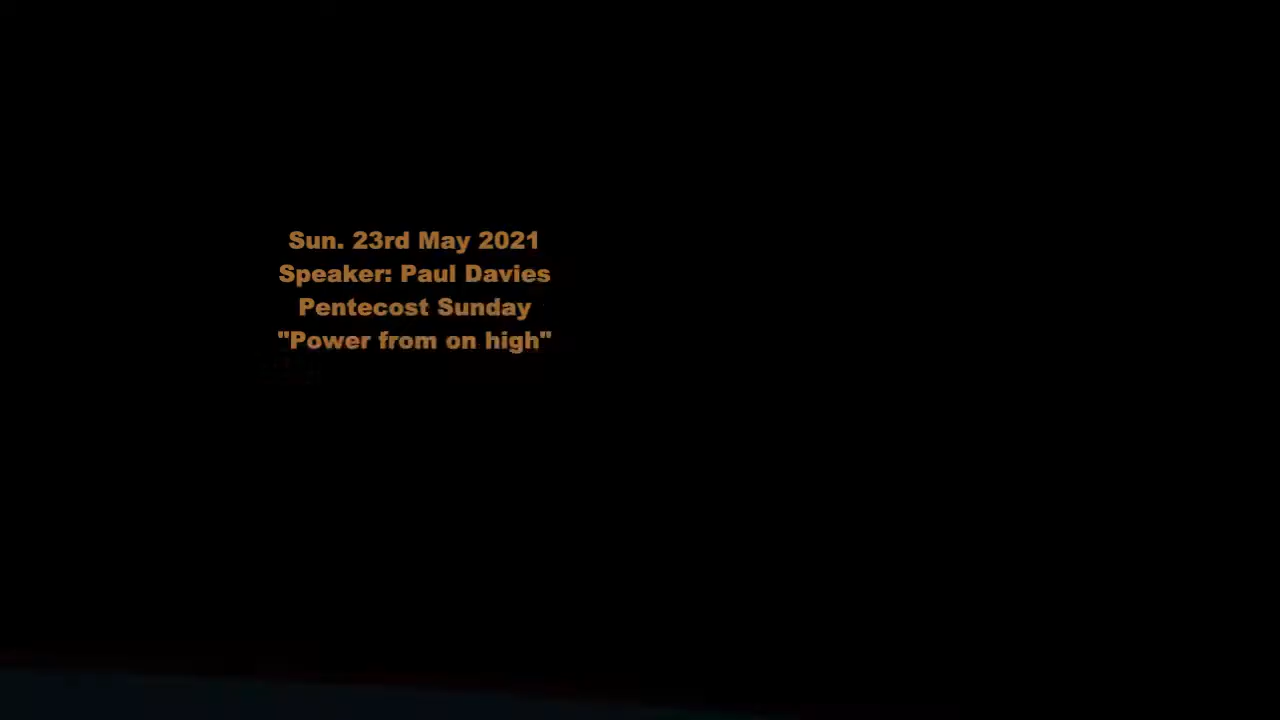 Sun. 23rd May 2021
Speaker: Paul Davies
Pentecost Sunday
"Power from on high"